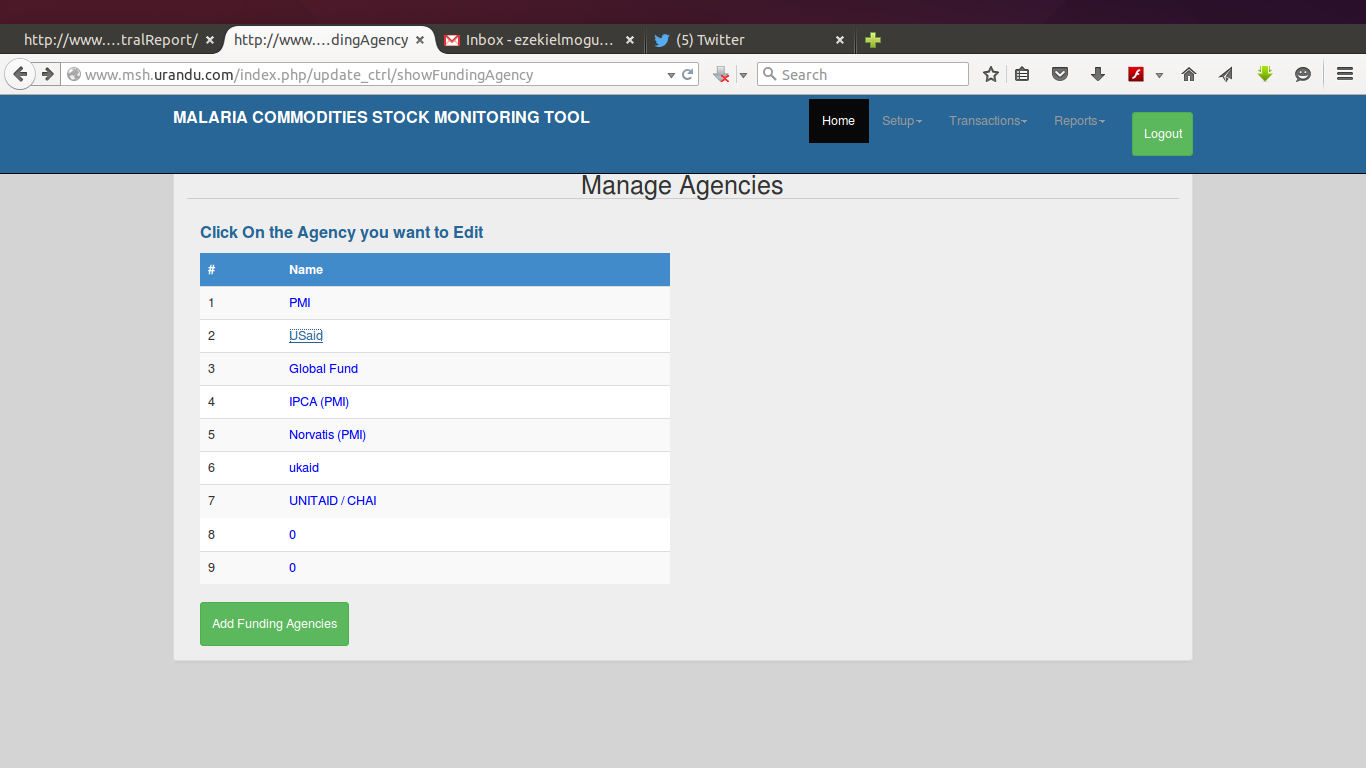 http://www....tralReport/
http://www....dingAgency
Inbox - ezekielmogu...
(5) Twitter
www.msh.urandu.com/index.php/update_ctrl/showFundingAgency
Search
MALARIA COMMODITIES STOCK MONITORING TOOL
Home
Setup
Transactions
Reports
Logout
Manage Agencies
Click On the Agency you want to Edit
# Name
1 PMI
2 USaid
3 Global Fund
4 IPCA (PMI)
5 Norvatis (PMI)
6 ukaid
7 UNITAID / CHAI
8 0
9 0
Add Funding Agencies